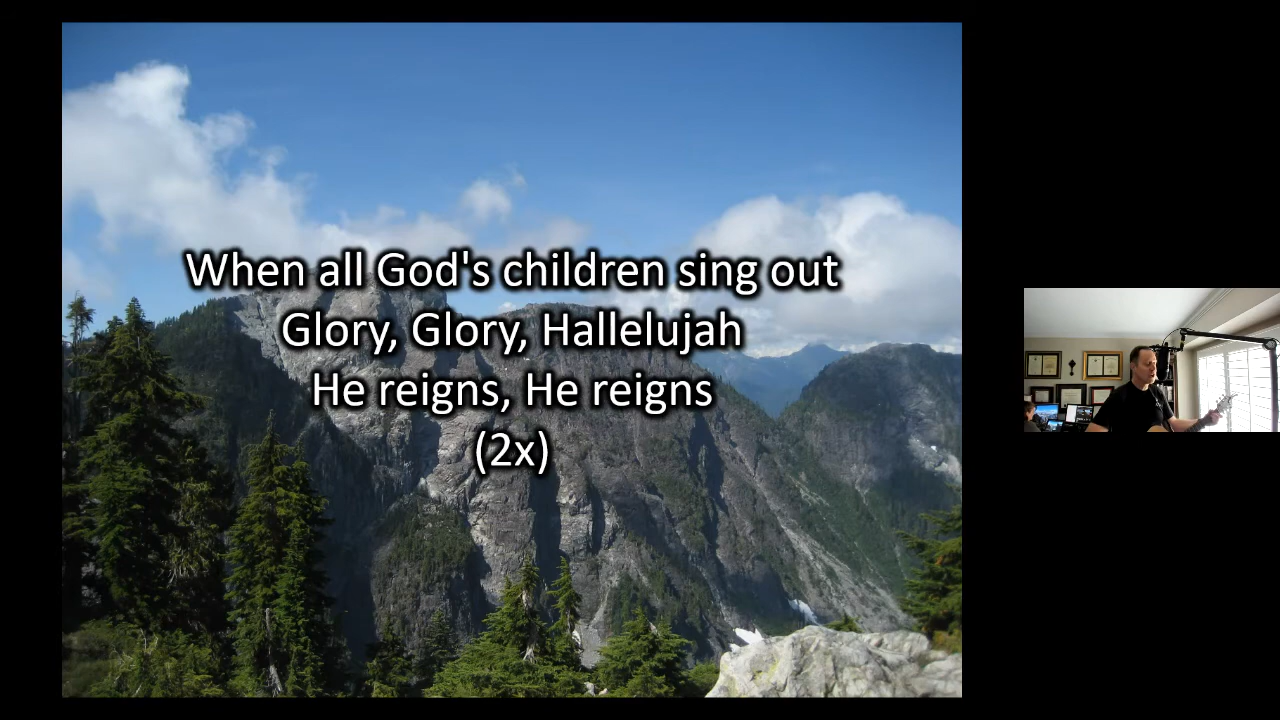 When all God's children sing out
Glory, Glory, Hallelujah
He reigns, He reigns
(2x)